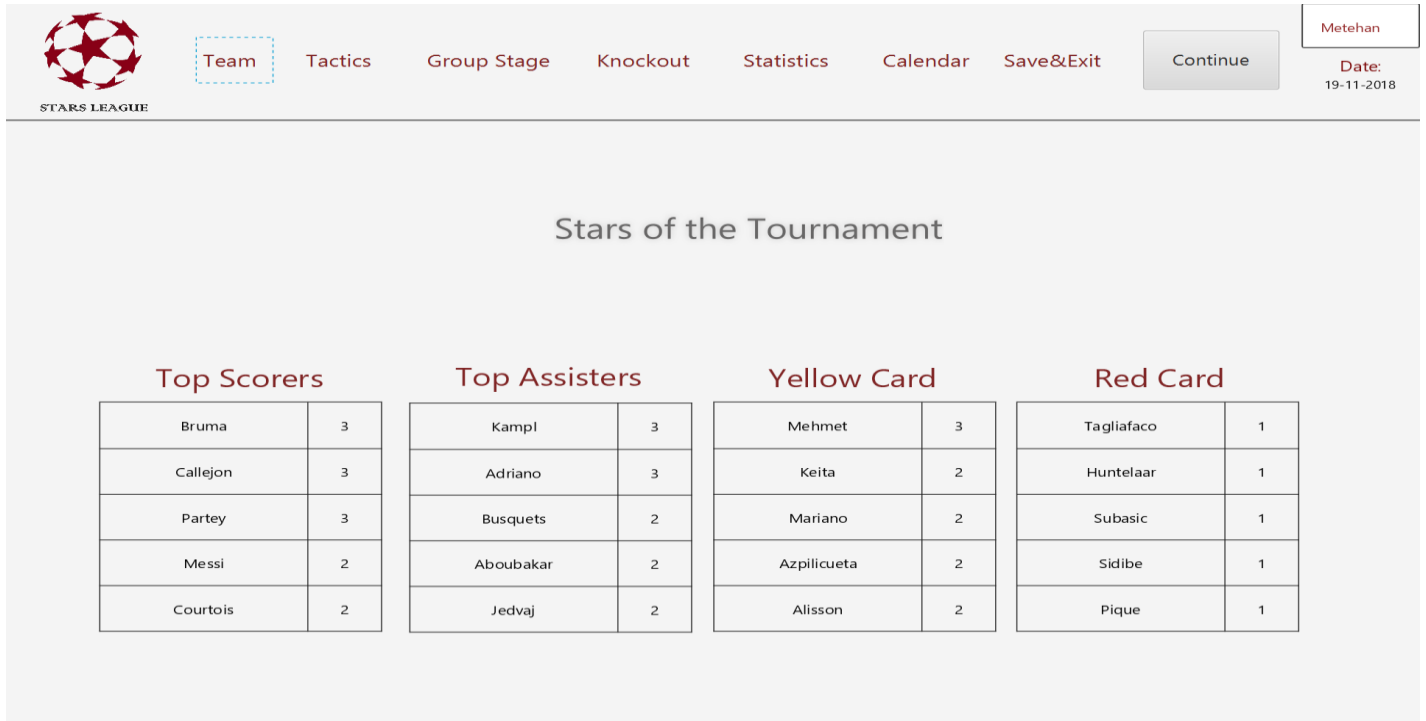 STARS LEAGUE
Team Tactics Group Stage Knockout Statistics Calendar Save&Exit Continue
Metehan
Date:
19-11-2018
Stars of the Tournament
Top Scorers Top Assisters Yellow Card Red Card
Bruma 3 Kampl 3 Mehmet 3 Tagliafaco 1
Callejon 3 Adriano 3 Keita 2 Huntelaar 1
Partey 3 Busquets 2 Mariano 2 Subasic 1
Messi 2 Aboubakar 2 Azpilicueta 2 Sidibe 1
Courtois 2 Jedvaj 2 Alisson 2 Pique 1